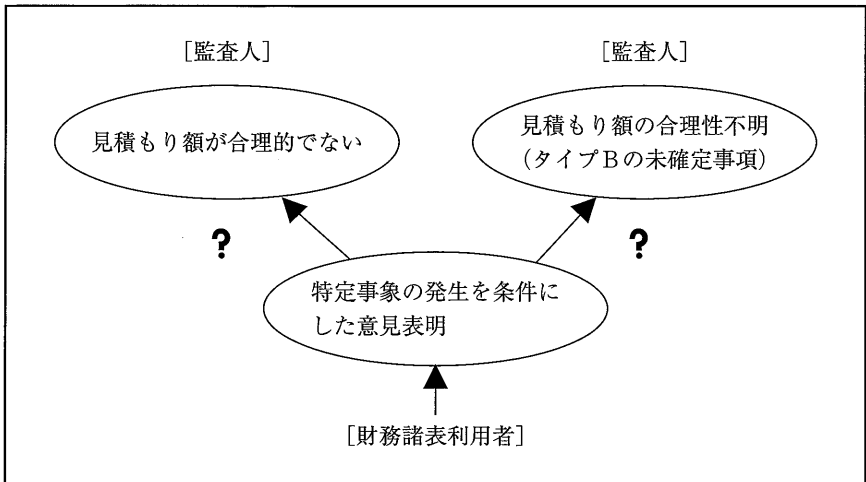 [監査人]
[監査人]
見積もり額が合理的でない
見積もり額の合理性不明
(タイプBの未確定事項)
?
?
特定事象の発生を条件に
した意見表明
[財務諸表利用者]